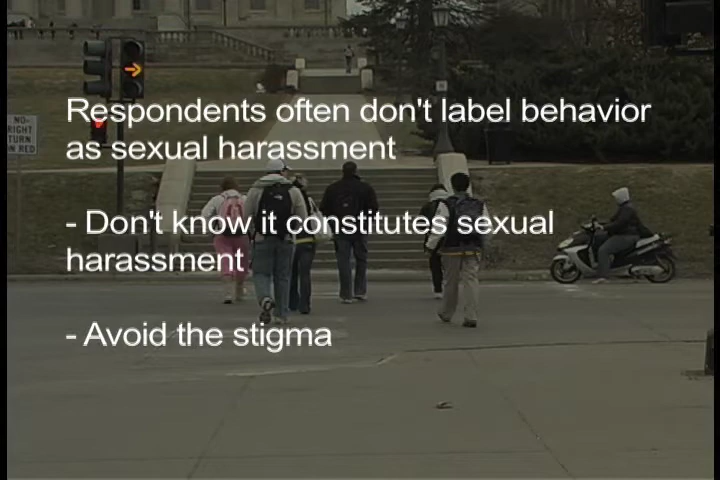 Respondents often don't label behavior
as sexual harassment
- Don't know it constitutes sexual
harassment
- Avoid the stigma
NO
RIGHT
TURN
ON RED